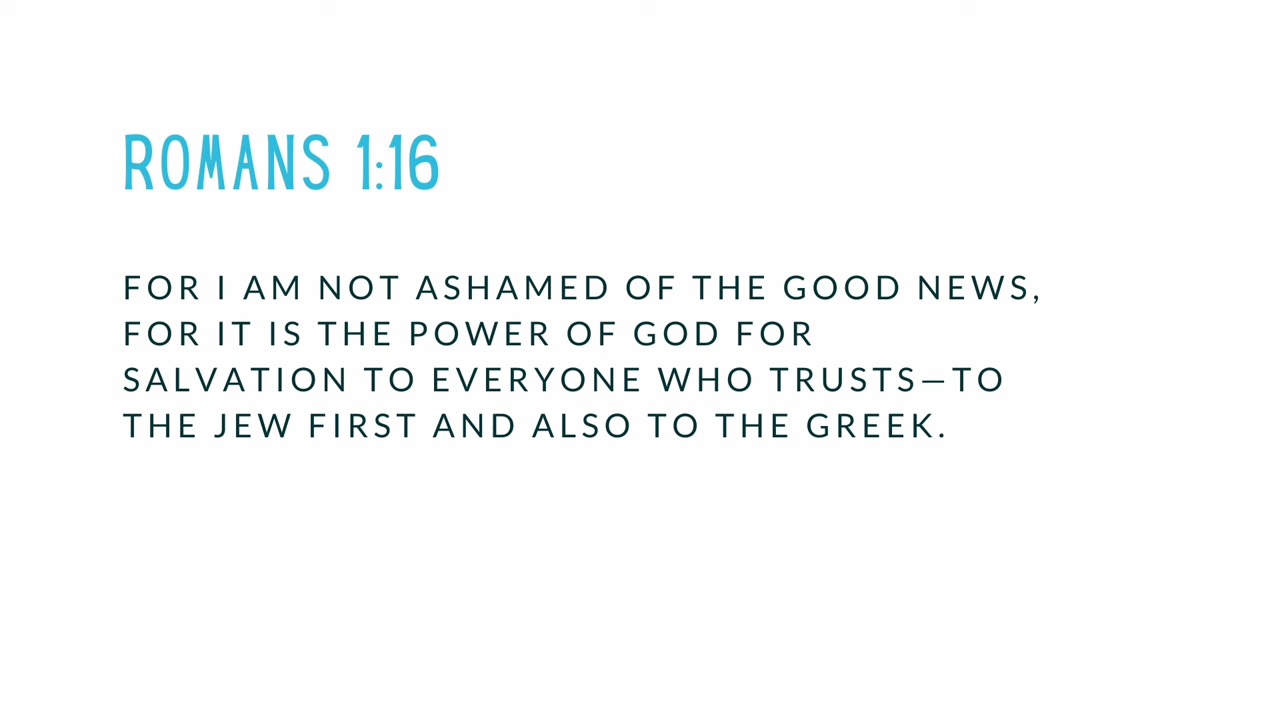 ROMANS 1:16
FOR I AM NOT ASHAMED OF THE GOOD NEWS,
FOR IT IS THE POWER OF GOD FOR
SALVATION TO EVERYONE WHO TRUSTS—TO
THE JEW FIRST AND ALSO TO THE GREEK.